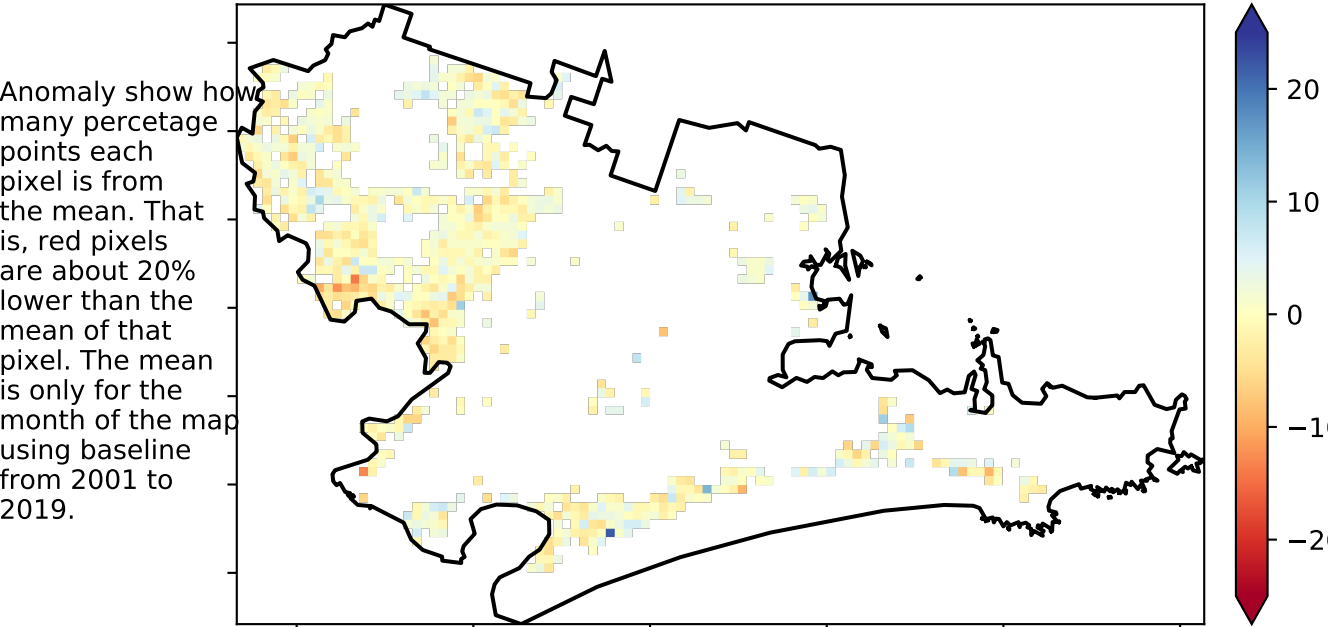 Anomaly show how
many percetage
points each
pixel is from
the mean. That
is, red pixels
are about 20%
lower than the
mean of that
pixel. The mean
is only for the
month of the map
using baseline
from 2001 to
2019.
20
10
0